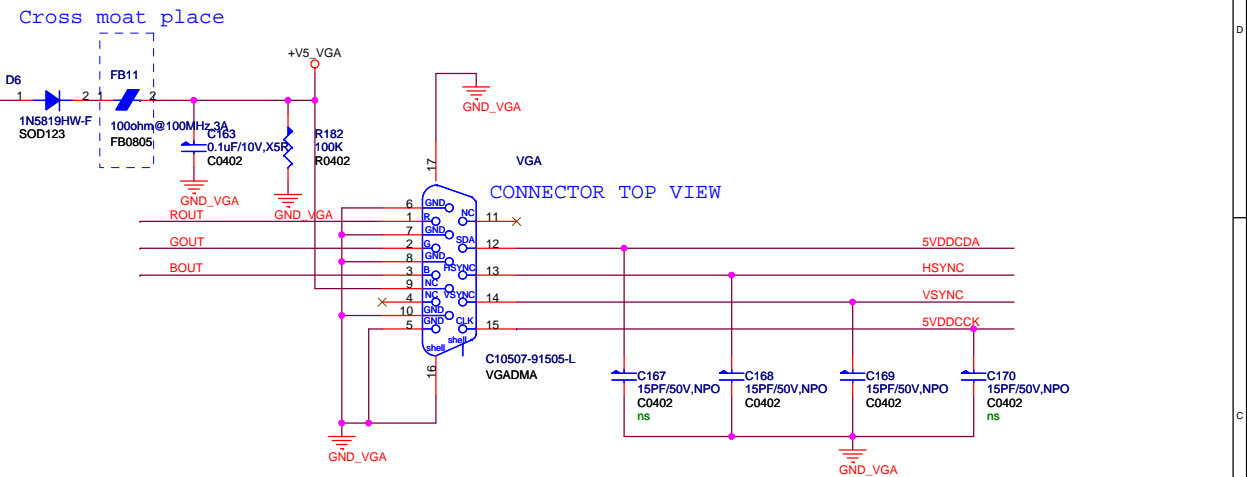 Cross moat place
D
+V5_VGA
D6
FB11
1
2
1
2
GND_VGA
1N5819HW-F
SOD123
100ohm@100MHz,3A
FB0805
C163
0.1uF/10V,X5R
C0402
R182
100K
R0402
17
VGA
CONNECTOR TOP VIEW
GND_VGA
GND_VGA
6
GND
ROUT
1
R
NC
11
7
GND
GOUT
2
G
SDA
12
5VDDCDA
8
GND
BOUT
3
B
HSYNC
13
HSYNC
9
NC
4
NC
VSYNC
14
VSYNC
10
GND
5
GND
CLK
15
5VDDCCK
shell
shell
16
C10507-91505-L
VGADMA
C167
15PF/50V,NPO
C0402
ns
C168
15PF/50V,NPO
C0402
C169
15PF/50V,NPO
C0402
C170
15PF/50V,NPO
C0402
ns
C
GND_VGA
GND_VGA